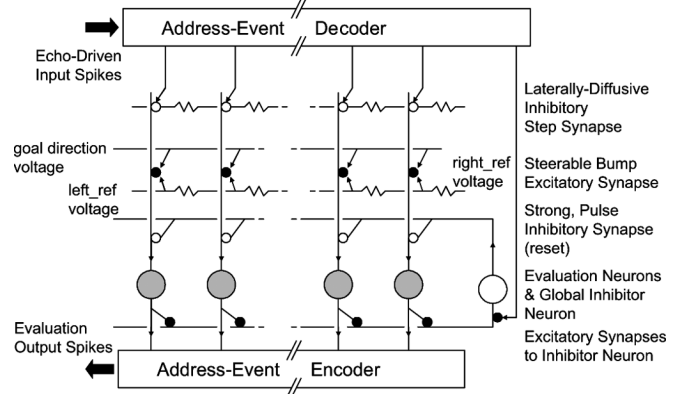 Address-Event Decoder
Echo-Driven
Input Spikes
Laterally-Diffusive
Inhibitory
Step Synapse
goal direction
voltage
right_ref
voltage
Steerable Bump
Excitatory Synapse
left_ref
voltage
Strong, Pulse
Inhibitory Synapse
(reset)
Evaluation Neurons
& Global Inhibitor
Neuron
Evaluation
Output Spikes
Excitatory Synapses
to Inhibitor Neuron
Address-Event Encoder